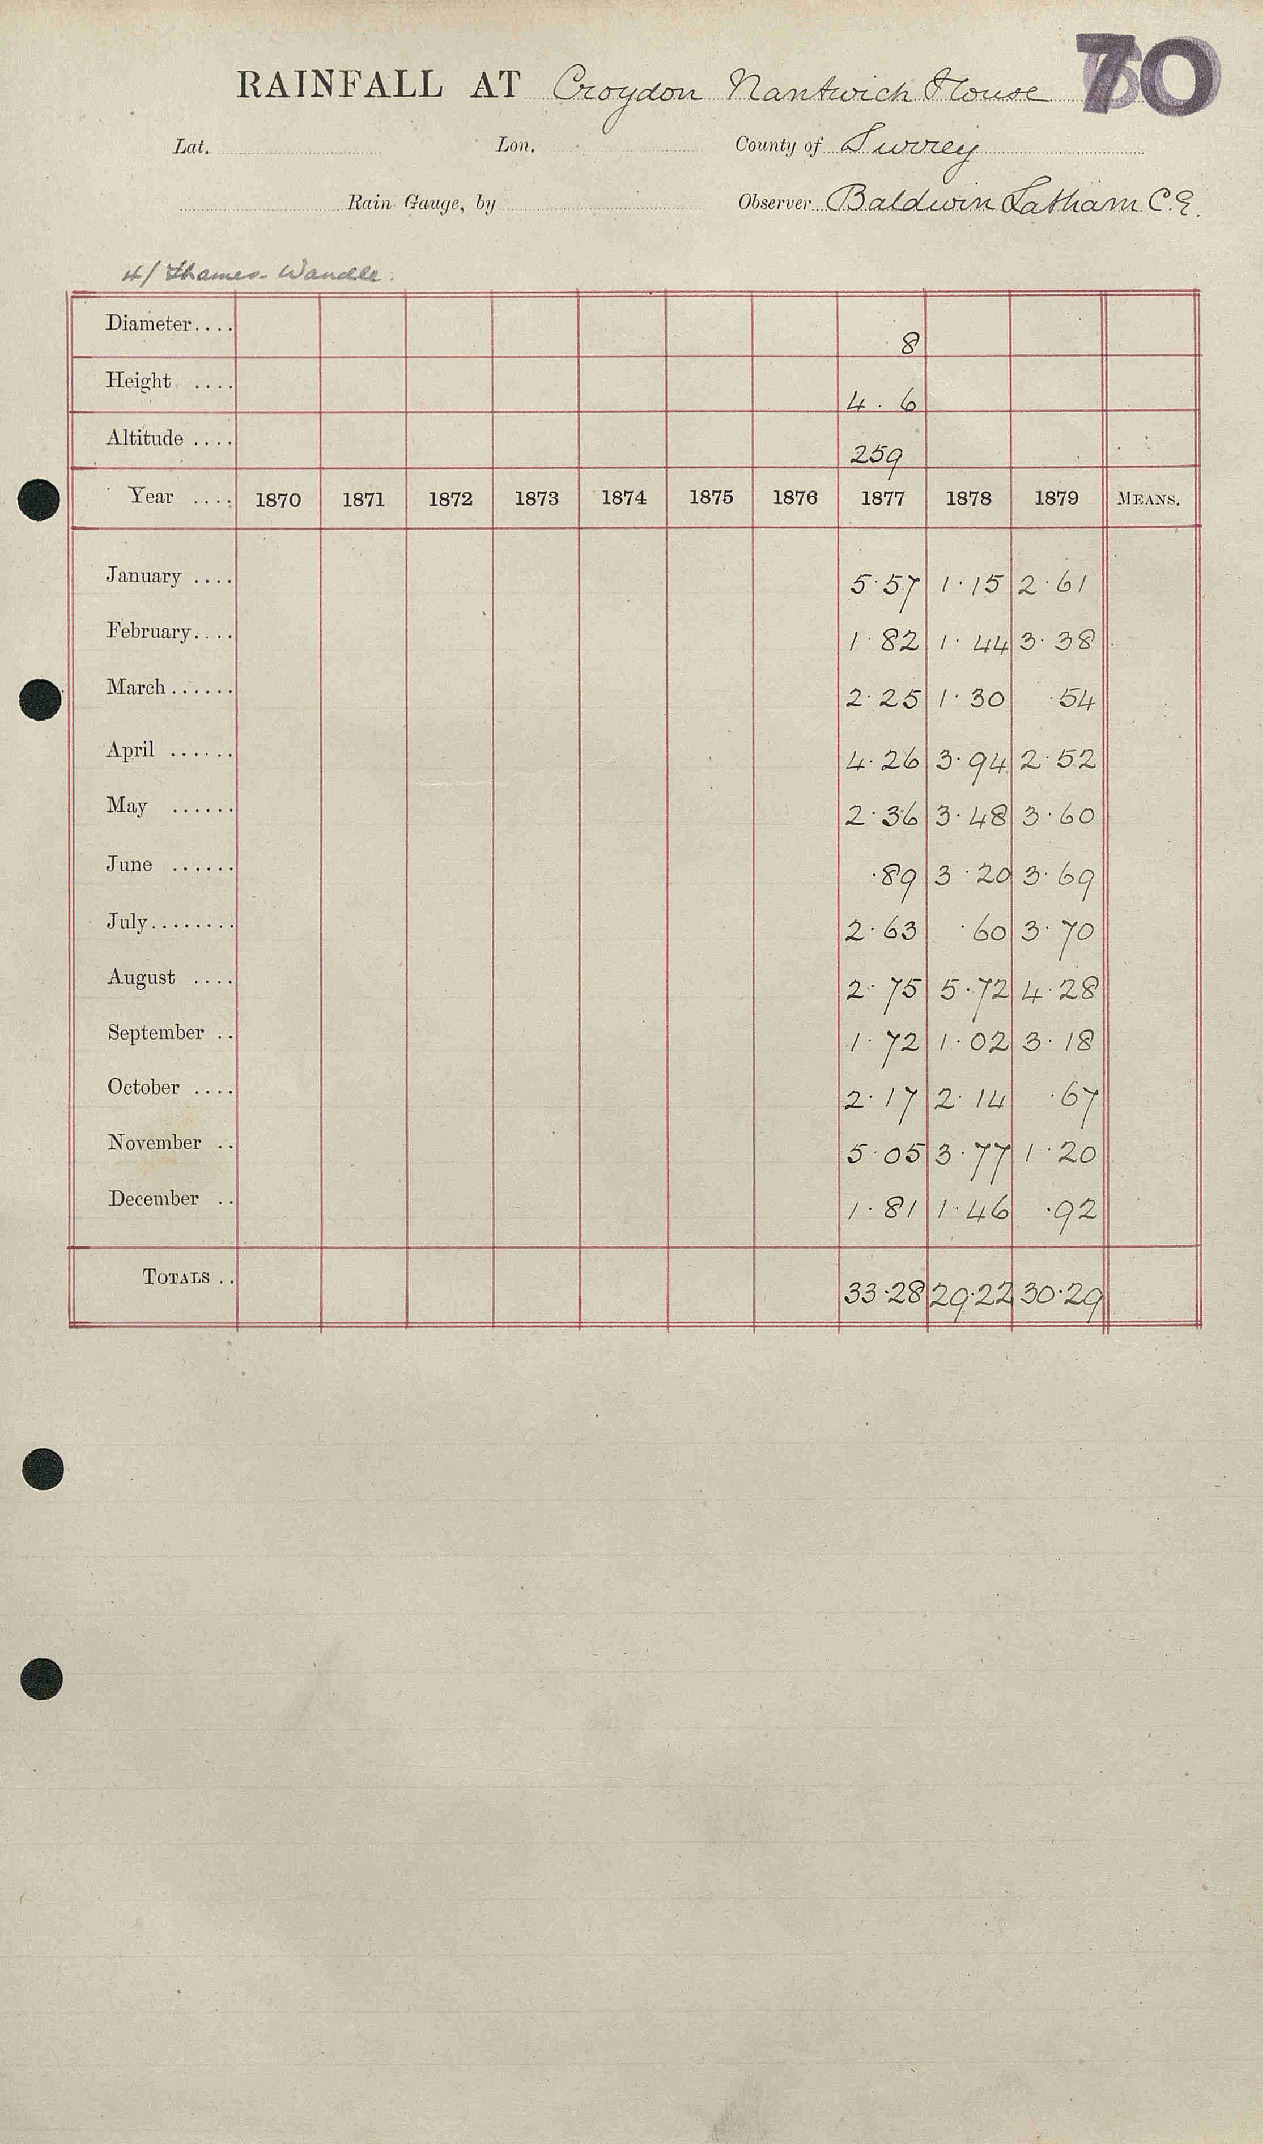 70
RAINFALL AT Croydon Nantwich House
Lat. Lon. County of Surrey
Rain Gauge, by Observer Baldwin Latham C.E.
4/ Thames-Wandle.
Diameter.... 8
Height .... 4. 6
Altitude .... 259
Year .... 1870 1871 1872 1873 1874 1875 1876 1877 1878 1879 MEANS.
January .... 5·57 1·15 2·61
February.... 1·82 1·44 3·38
March...... 2·25 1·30 ·54
April ...... 4·26 3·94 2·52
May ...... 2·36 3·48 3·60
June ...... ·89 3·20 3·69
July........ 2·63 ·60 3·70
August .... 2·75 5·72 4·28
September .. 1·72 1·02 3·18
October .... 2·17 2·14 ·67
November .. 5·05 3·77 1·20
December .. 1·81 1·46 ·92
TOTALS .. 33·28 29·22 30·29